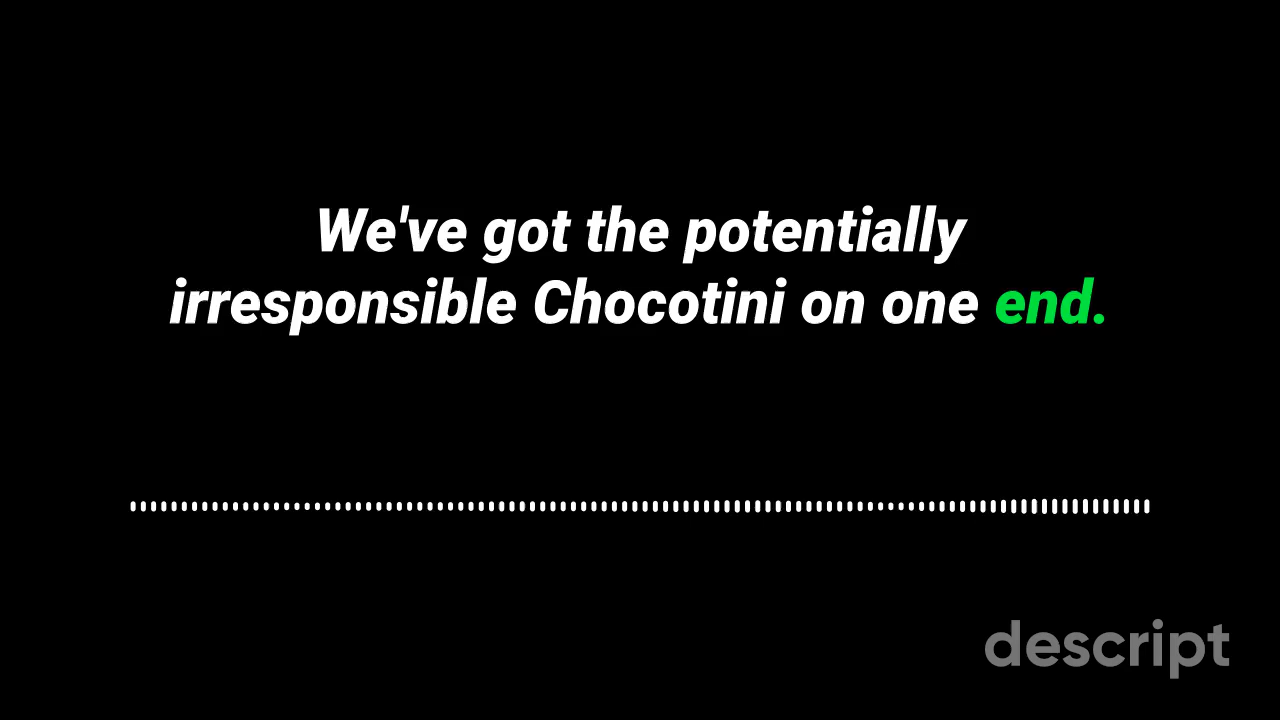 We've got the potentially
irresponsible Chocotini on one end.
descript